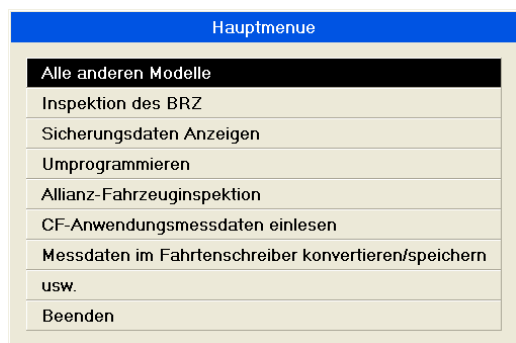 Hauptmenue
Alle anderen Modelle
Inspektion des BRZ
Sicherungsdaten Anzeigen
Umprogrammieren
Allianz-Fahrzeuginspektion
CF-Anwendungsmessdaten einlesen
Messdaten im Fahrtenschreiber konvertieren/speichern
usw.
Beenden